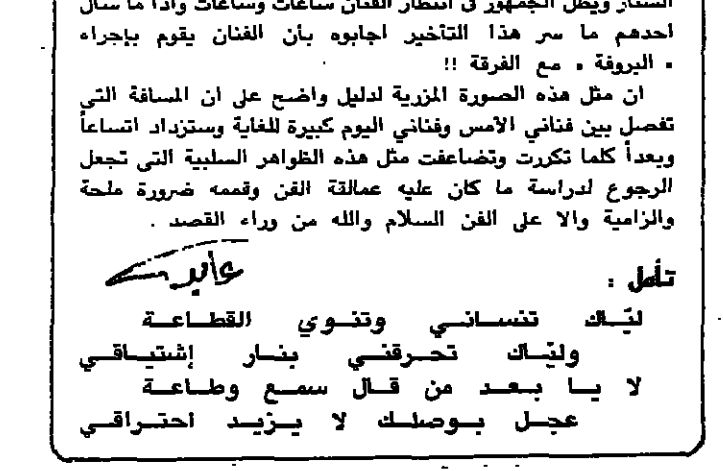 الستار ويظل الجمهور في انتظار الفنان ساعات وساعات واذا ما سأل
احدهم ما سر هذا التأخير اجابوه بأن الفنان يقوم بإجراء
« البروفة » مع الفرقة !!
ان مثل هذه الصورة المزرية لدليل واضح على ان المسافة التي
تفصل بين فناني الأمس وفناني اليوم كبيرة للغاية وستزداد اتساعاً
وبعداً كلما تكررت وتضاعفت مثل هذه الظواهر السلبية التي تجعل
الرجوع لدراسة ما كان عليه عمالقة الفن وقممه ضرورة ملحة
والزامية والا على الفن السلام والله من وراء القصد .
تأمل :
ليّاك تنساني وتنوي القطاعة
وليّاك تحرقني بنار إشتياقي
لا يا بعد من قال سمع وطاعة
عجل بوصلك لا يزيد احتراقي